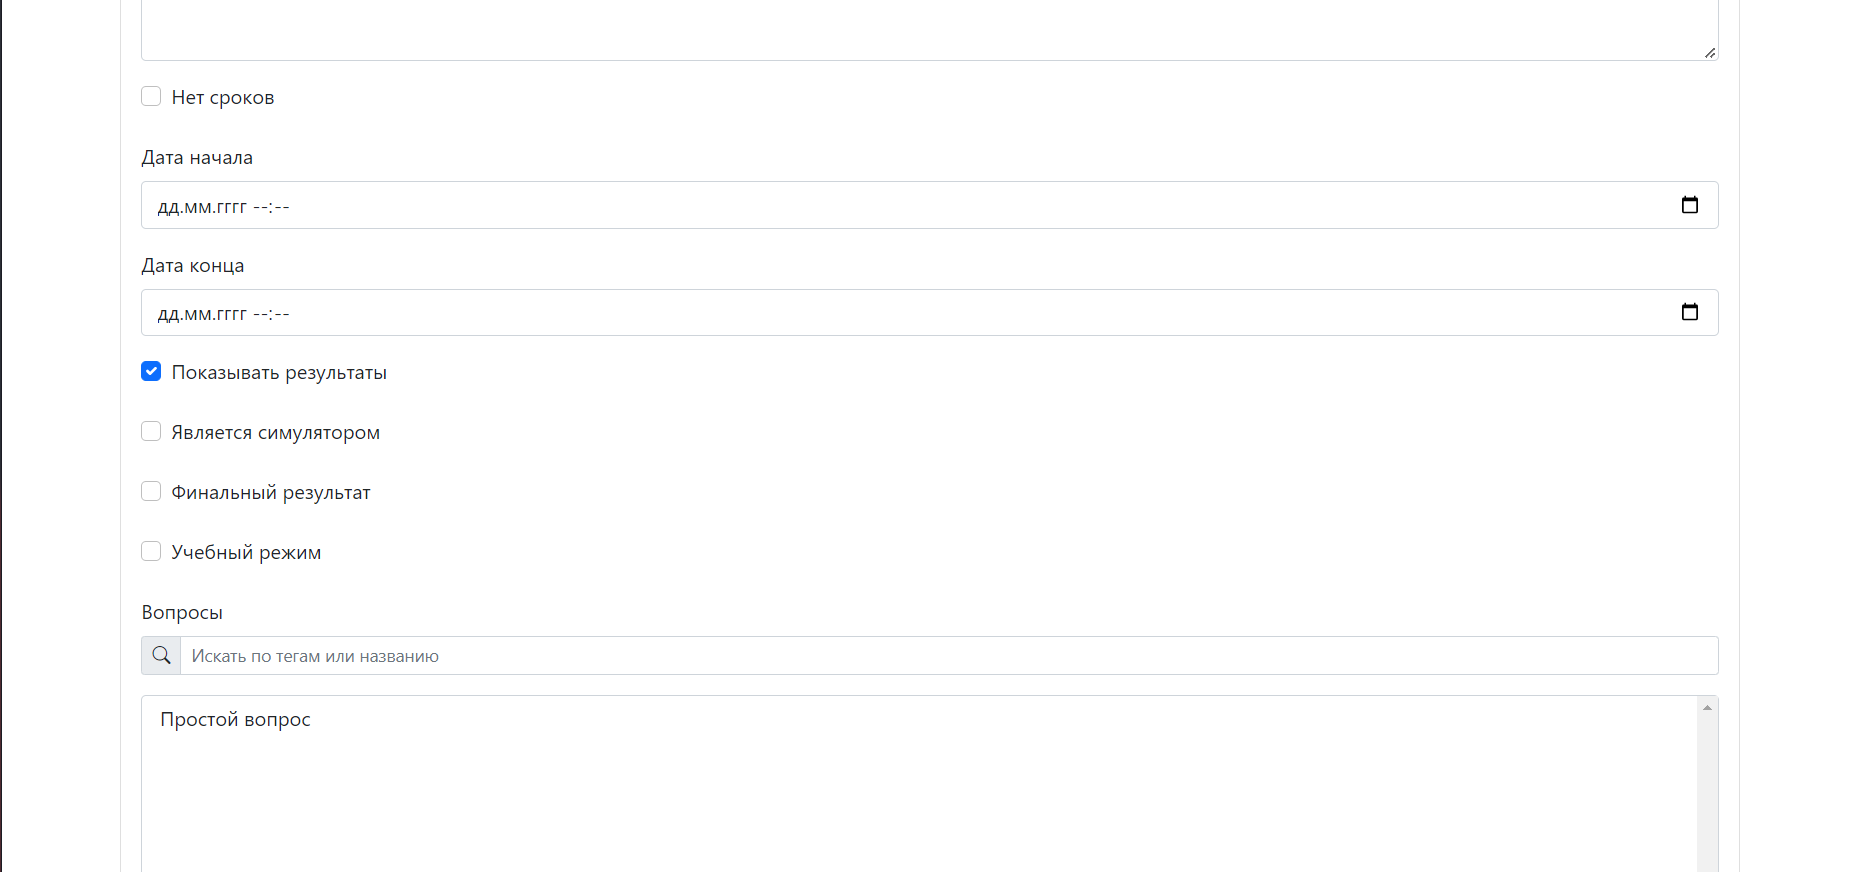 Нет сроков
Дата начала
дд.мм.гггг --:--
Дата конца
дд.мм.гггг --:--
Показывать результаты
Является симулятором
Финальный результат
Учебный режим
Вопросы
Искать по тегам или названию
Простой вопрос